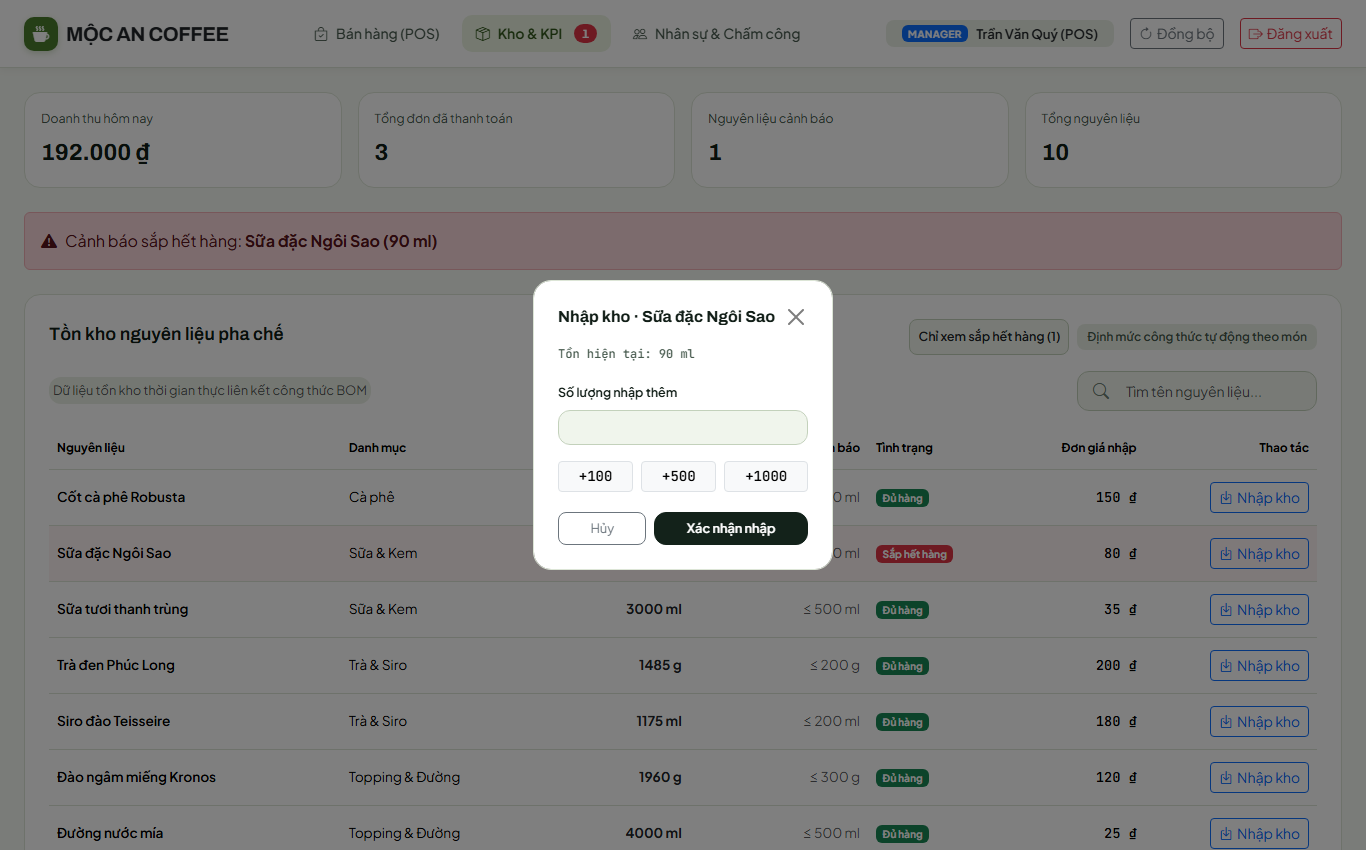 MỘC AN COFFEE
Bán hàng (POS)
Kho & KPI 1
Nhân sự & Chấm công
MANAGER Trần Văn Quý (POS)
Đồng bộ
Đăng xuất
Doanh thu hôm nay
192.000 ₫
Tổng đơn đã thanh toán
3
Nguyên liệu cảnh báo
1
Tổng nguyên liệu
10
Cảnh báo sắp hết hàng: Sữa đặc Ngôi Sao (90 ml)
Tồn kho nguyên liệu pha chế
Chỉ xem sắp hết hàng (1)
Định mức công thức tự động theo món
Dữ liệu tồn kho thời gian thực liên kết công thức BOM
Tìm tên nguyên liệu...
Nhập kho · Sữa đặc Ngôi Sao
Tồn hiện tại: 90 ml
Số lượng nhập thêm
+100 +500 +1000
Hủy Xác nhận nhập
Nguyên liệu Danh mục báo Tình trạng Đơn giá nhập Thao tác
Cốt cà phê Robusta Cà phê 0 ml Đủ hàng 150 ₫ Nhập kho
Sữa đặc Ngôi Sao Sữa & Kem 0 ml Sắp hết hàng 80 ₫ Nhập kho
Sữa tươi thanh trùng Sữa & Kem 3000 ml ≤ 500 ml Đủ hàng 35 ₫ Nhập kho
Trà đen Phúc Long Trà & Siro 1485 g ≤ 200 g Đủ hàng 200 ₫ Nhập kho
Siro đào Teisseire Trà & Siro 1175 ml ≤ 200 ml Đủ hàng 180 ₫ Nhập kho
Đào ngâm miếng Kronos Topping & Đường 1960 g ≤ 300 g Đủ hàng 120 ₫ Nhập kho
Đường nước mía Topping & Đường 4000 ml ≤ 500 ml Đủ hàng 25 ₫ Nhập kho